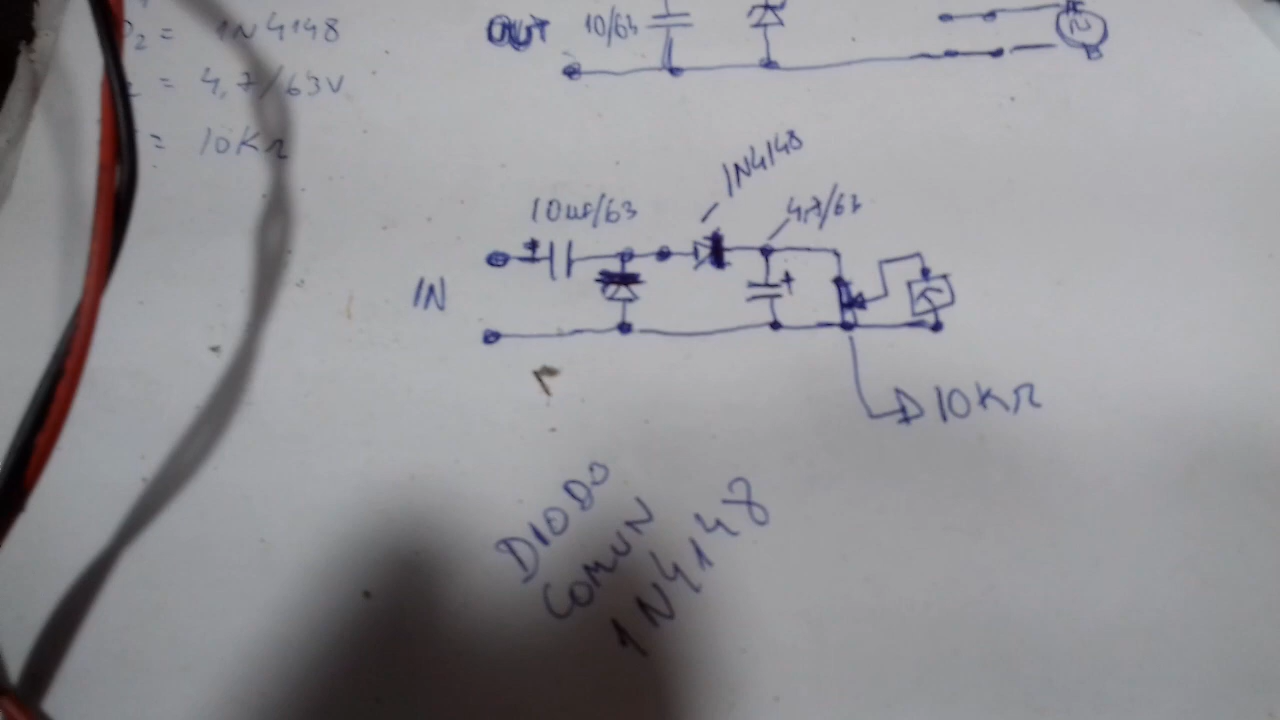 = 1N4148
OUT
10/63
= 4,7/63V
= 10KΩ
1N4148
10uf/63
4,7/63
+
IN
+
10KΩ
DIODO
COMUN
1N4148